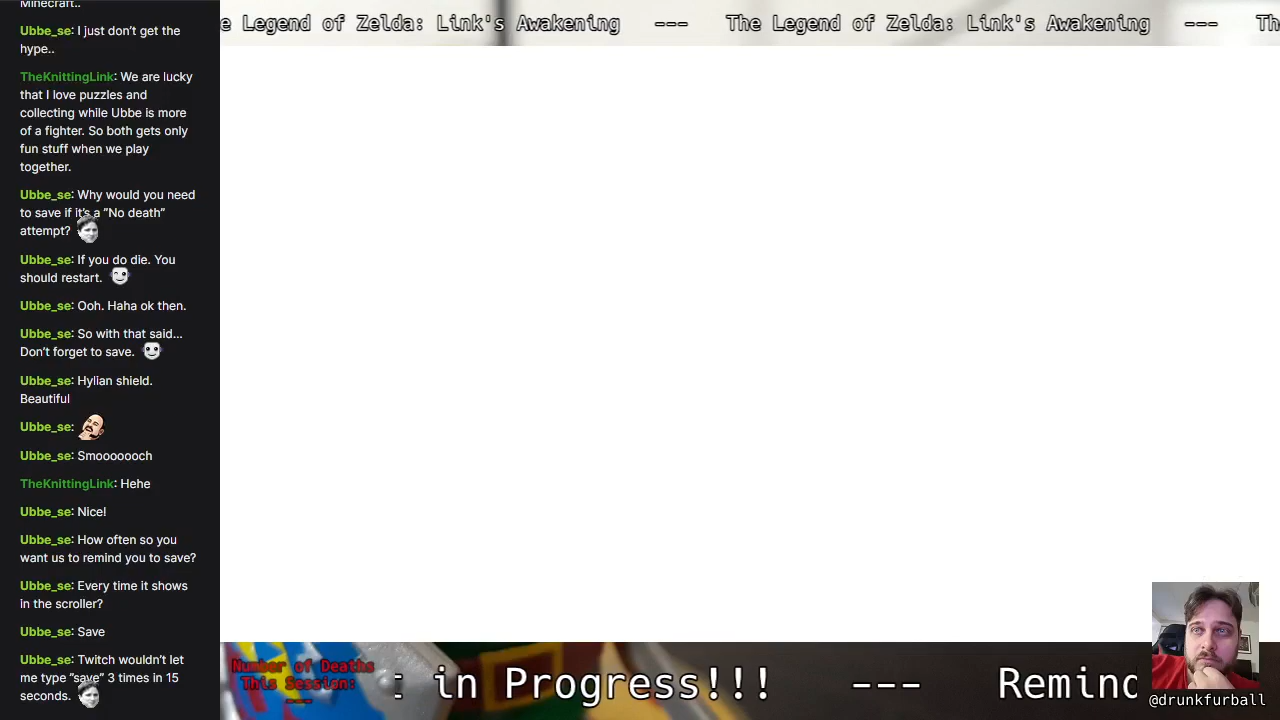 Minecraft..
Ubbe_se: I just don't get the
hype..
TheKnittingLink: We are lucky
that I love puzzles and
collecting while Ubbe is more
of a fighter. So both gets only
fun stuff when we play
together.
Ubbe_se: Why would you need
to save if it's a "No death"
attempt?
Ubbe_se: If you do die. You
should restart.
Ubbe_se: Ooh. Haha ok then.
Ubbe_se: So with that said...
Don't forget to save.
Ubbe_se: Hylian shield.
Beautiful
Ubbe_se:
Ubbe_se: Smooooooch
TheKnittingLink: Hehe
Ubbe_se: Nice!
Ubbe_se: How often so you
want us to remind you to save?
Ubbe_se: Every time it shows
in the scroller?
Ubbe_se: Save
Ubbe_se: Twitch wouldn't let
me type "save" 3 times in 15
seconds.
e Legend of Zelda: Link's Awakening --- The Legend of Zelda: Link's Awakening --- Th
Number of Deaths
This Session:
---
: in Progress!!! --- Remind
@drunkfurball